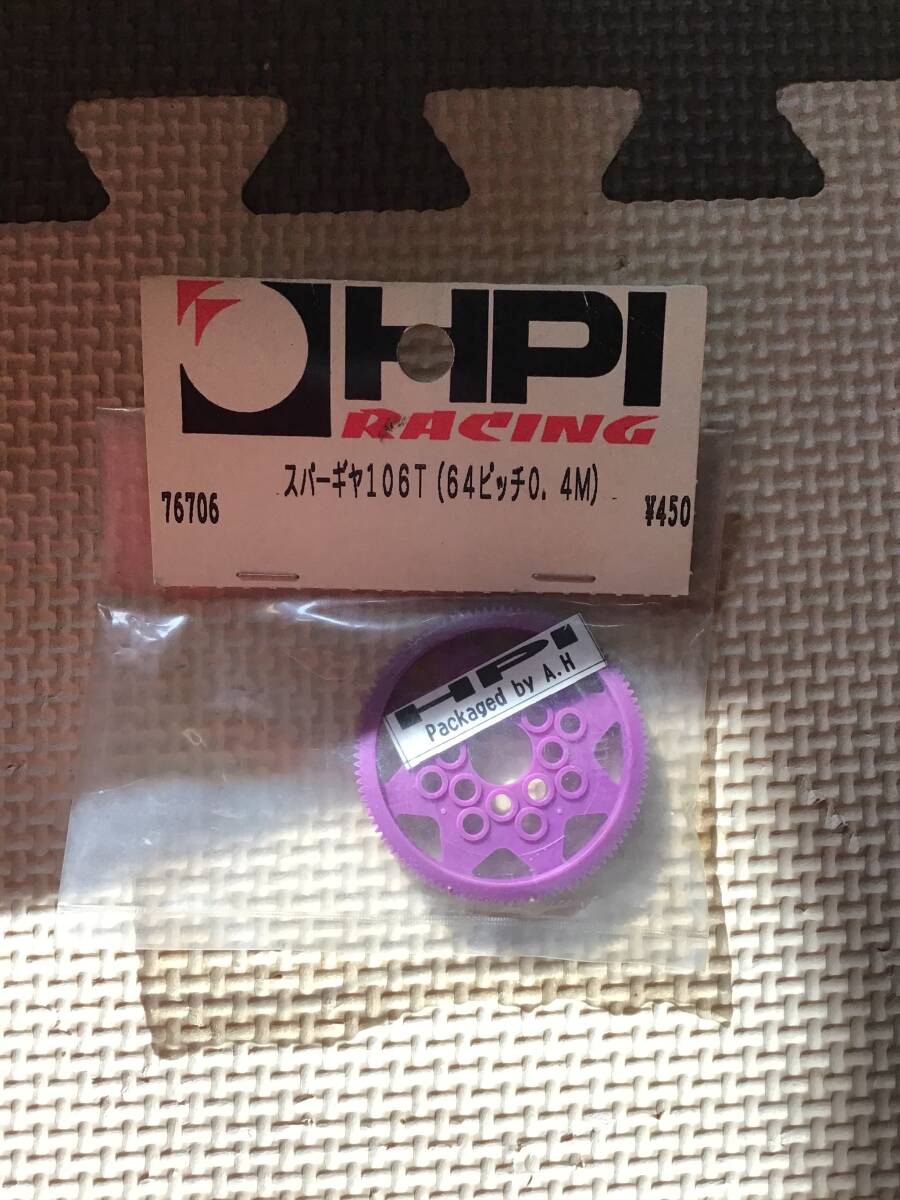 HPI
RACING
スパーギヤ106T(64ピッチ0.4M)
76706
¥450
HPI
Packaged by A.H